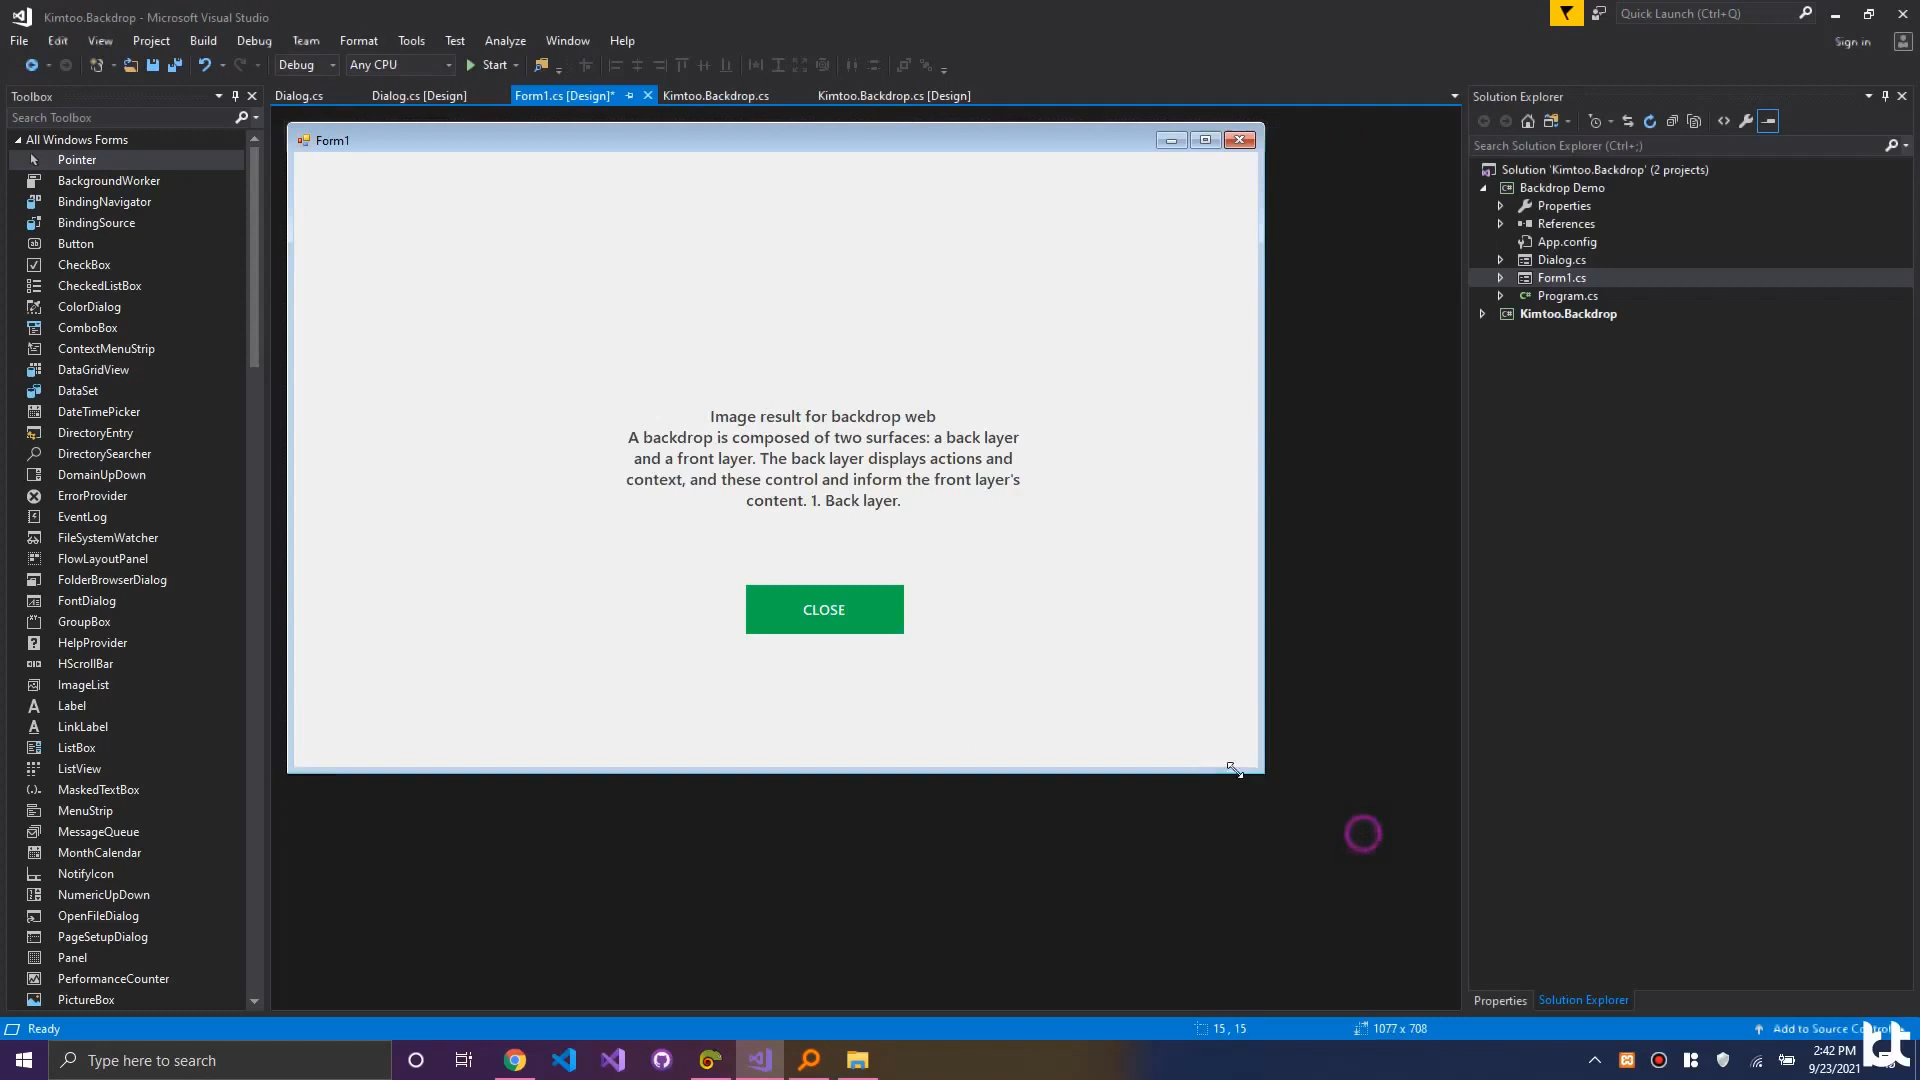 Kimtoo.Backdrop - Microsoft Visual Studio
Quick Launch (Ctrl+Q)
File Edit View Project Build Debug Team Format Tools Test Analyze Window Help
Sign in
Debug Any CPU Start
Toolbox
Dialog.cs Dialog.cs [Design] Form1.cs [Design]* Kimtoo.Backdrop.cs Kimtoo.Backdrop.cs [Design]
Solution Explorer
Search Toolbox
All Windows Forms
Pointer
BackgroundWorker
BindingNavigator
BindingSource
Button
CheckBox
CheckedListBox
ColorDialog
ComboBox
ContextMenuStrip
DataGridView
DataSet
DateTimePicker
DirectoryEntry
DirectorySearcher
DomainUpDown
ErrorProvider
EventLog
FileSystemWatcher
FlowLayoutPanel
FolderBrowserDialog
FontDialog
GroupBox
HelpProvider
HScrollBar
ImageList
Label
LinkLabel
ListBox
ListView
MaskedTextBox
MenuStrip
MessageQueue
MonthCalendar
NotifyIcon
NumericUpDown
OpenFileDialog
PageSetupDialog
Panel
PerformanceCounter
PictureBox
Form1
Image result for backdrop web
A backdrop is composed of two surfaces: a back layer
and a front layer. The back layer displays actions and
context, and these control and inform the front layer's
content. 1. Back layer.
CLOSE
Search Solution Explorer (Ctrl+;)
Solution 'Kimtoo.Backdrop' (2 projects)
Backdrop Demo
Properties
References
App.config
Dialog.cs
Form1.cs
Program.cs
Kimtoo.Backdrop
Properties Solution Explorer
Ready
15 , 15
1077 x 708
Add to Source
Type here to search
2:42 PM
9/23/2021